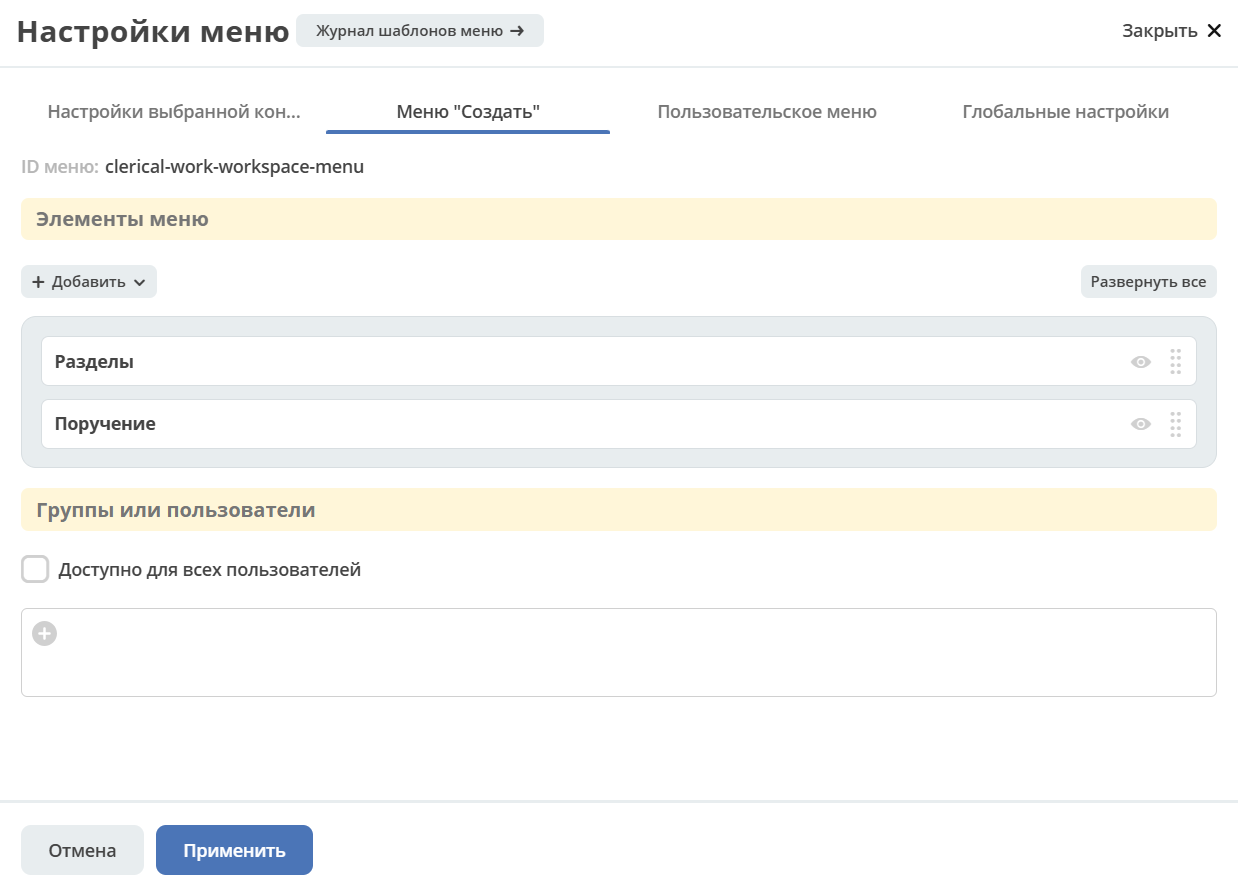 Настройки меню
Журнал шаблонов меню
Закрыть
Настройки выбранной кон...
Меню "Создать"
Пользовательское меню
Глобальные настройки
ID меню: clerical-work-workspace-menu
Элементы меню
Добавить
Развернуть все
Разделы
Поручение
Группы или пользователи
Доступно для всех пользователей
Отмена
Применить